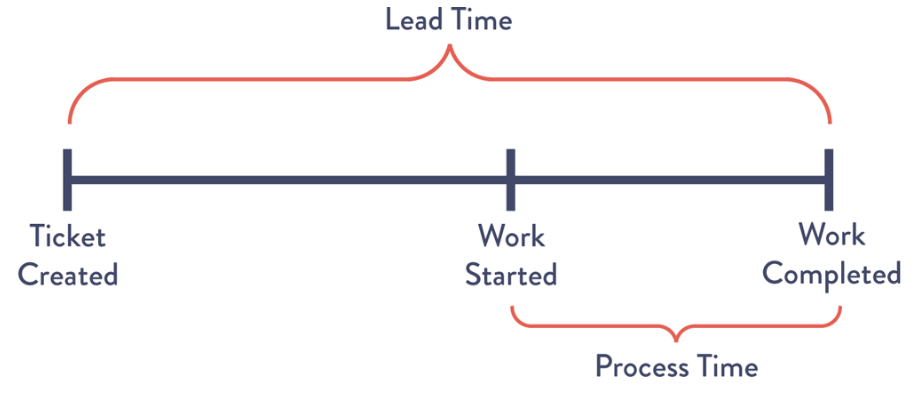 Lead Time
Ticket
Created
Work
Started
Work
Completed
Process Time